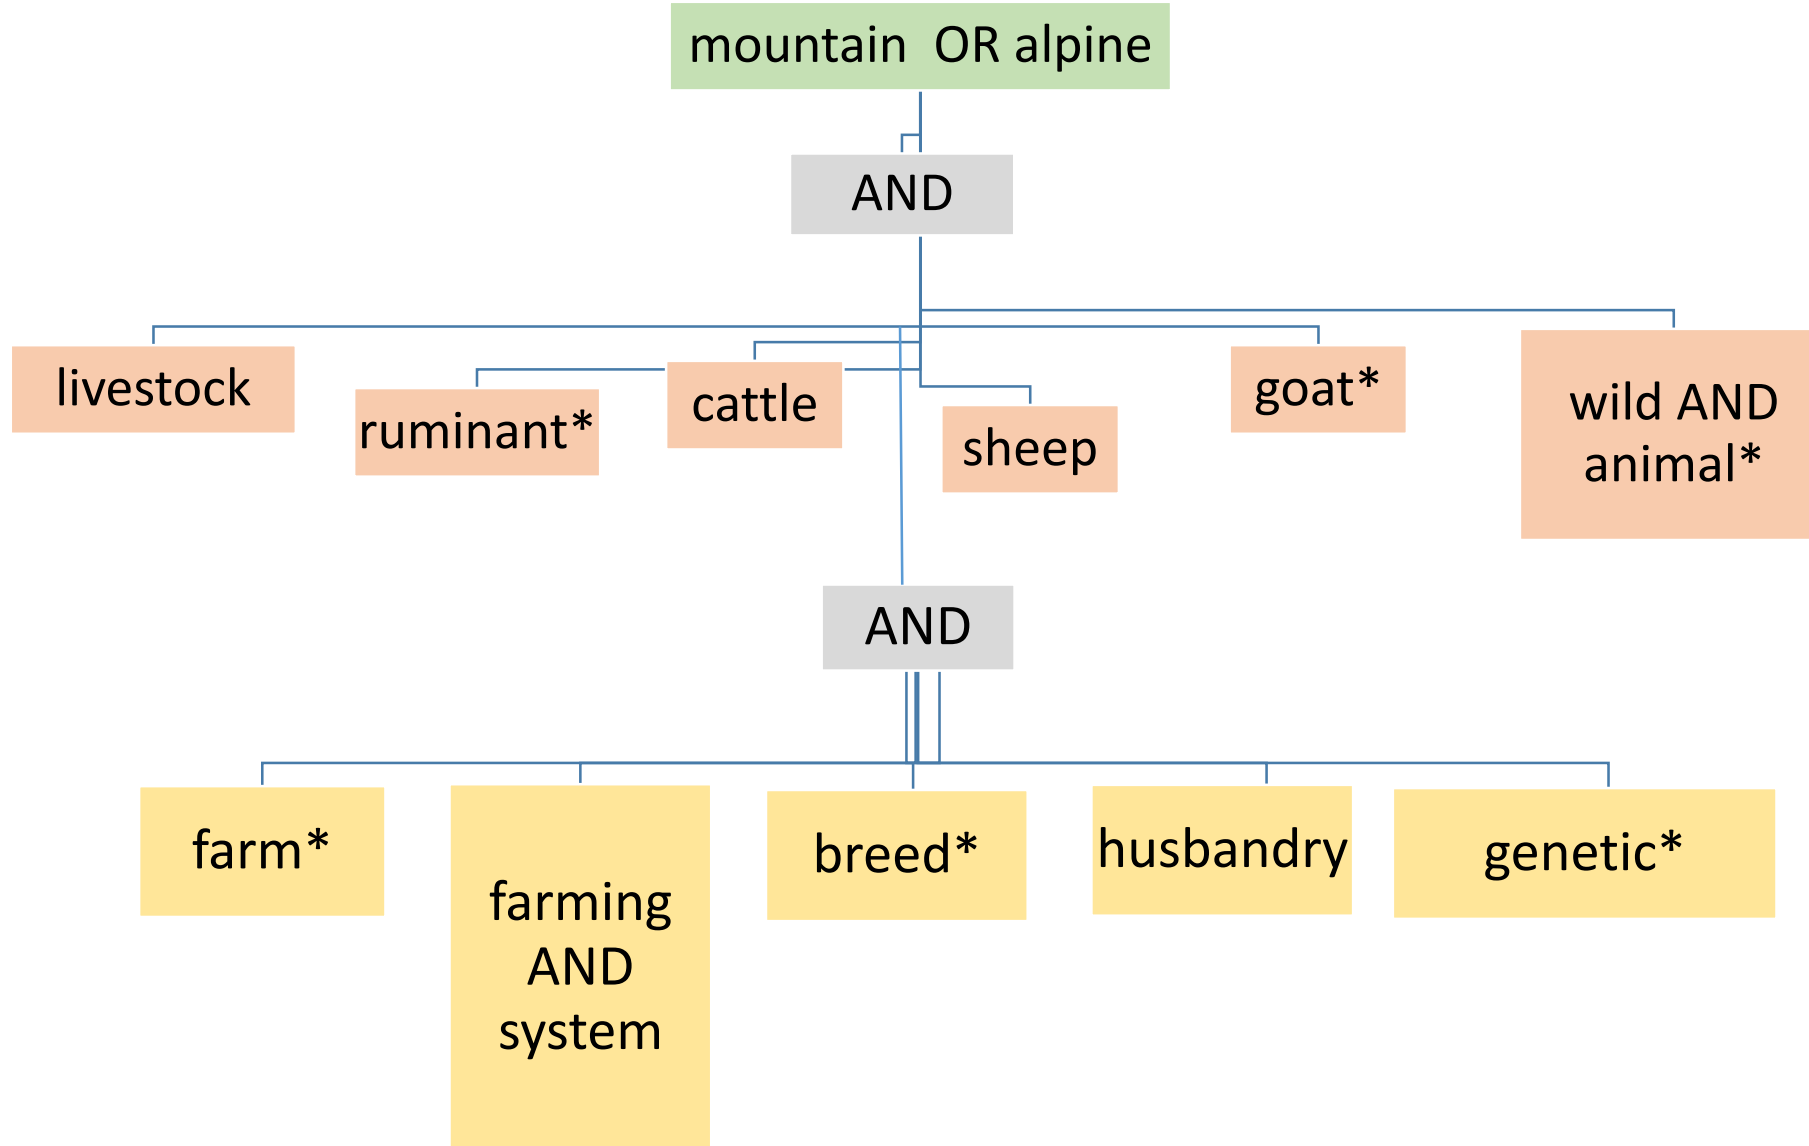 mountain  OR alpine
AND
livestock
ruminant*
cattle
sheep
goat*
wild AND
animal*
AND
farm*
farming
AND
system
breed*
husbandry
genetic*